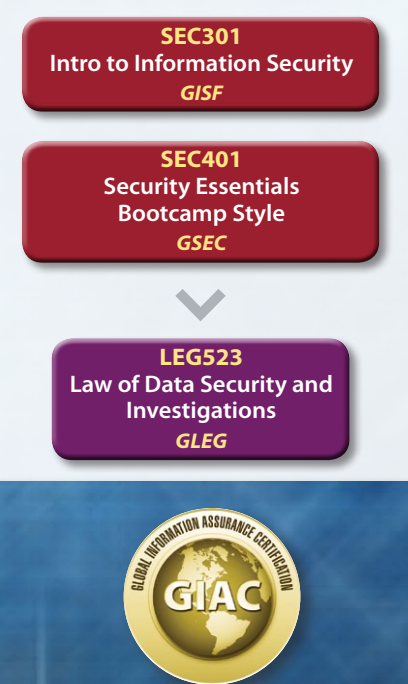 SEC301
Intro to Information Security
GISF
SEC401
Security Essentials
Bootcamp Style
GSEC
LEG523
Law of Data Security and
Investigations
GLEG
GLOBAL INFORMATION ASSURANCE CERTIFICATION
GIAC